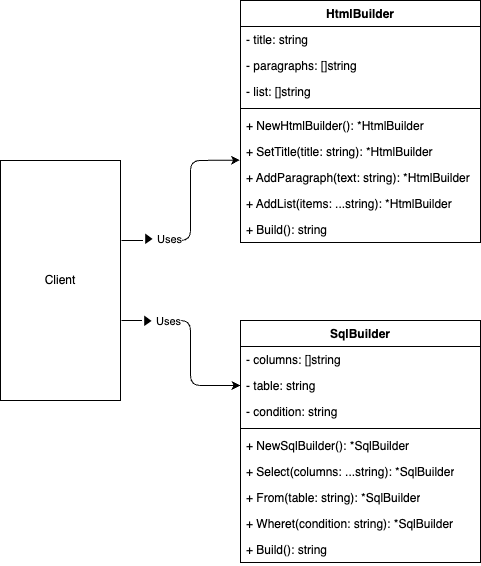 HtmlBuilder
- title: string
- paragraphs: []string
- list: []string
+ NewHtmlBuilder(): *HtmlBuilder
+ SetTitle(title: string): *HtmlBuilder
+ AddParagraph(text: string): *HtmlBuilder
+ AddList(items: ...string): *HtmlBuilder
+ Build(): string
Uses
Client
Uses
SqlBuilder
- columns: []string
- table: string
- condition: string
+ NewSqlBuilder(): *SqlBuilder
+ Select(columns: ...string): *SqlBuilder
+ From(table: string): *SqlBuilder
+ Wheret(condition: string): *SqlBuilder
+ Build(): string